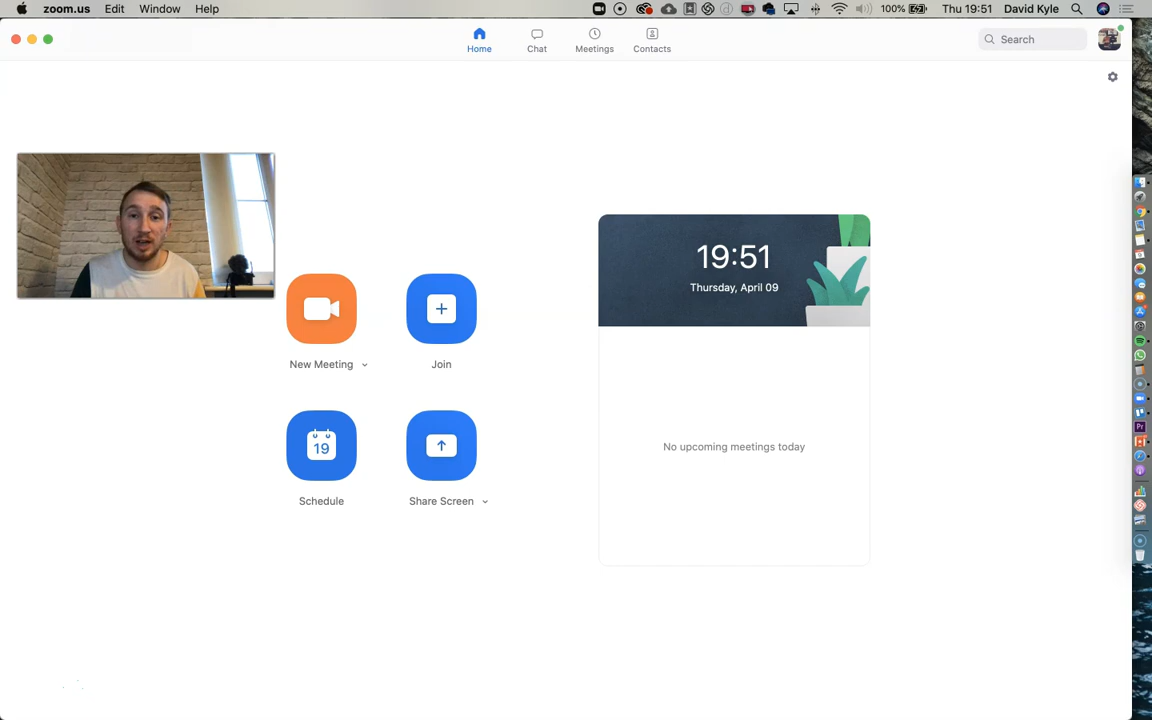 zoom.us Edit Window Help 100% Thu 19:51 David Kyle
Home Chat Meetings Contacts Search
19:51
Thursday, April 09
New Meeting Join
No upcoming meetings today
19
Schedule Share Screen